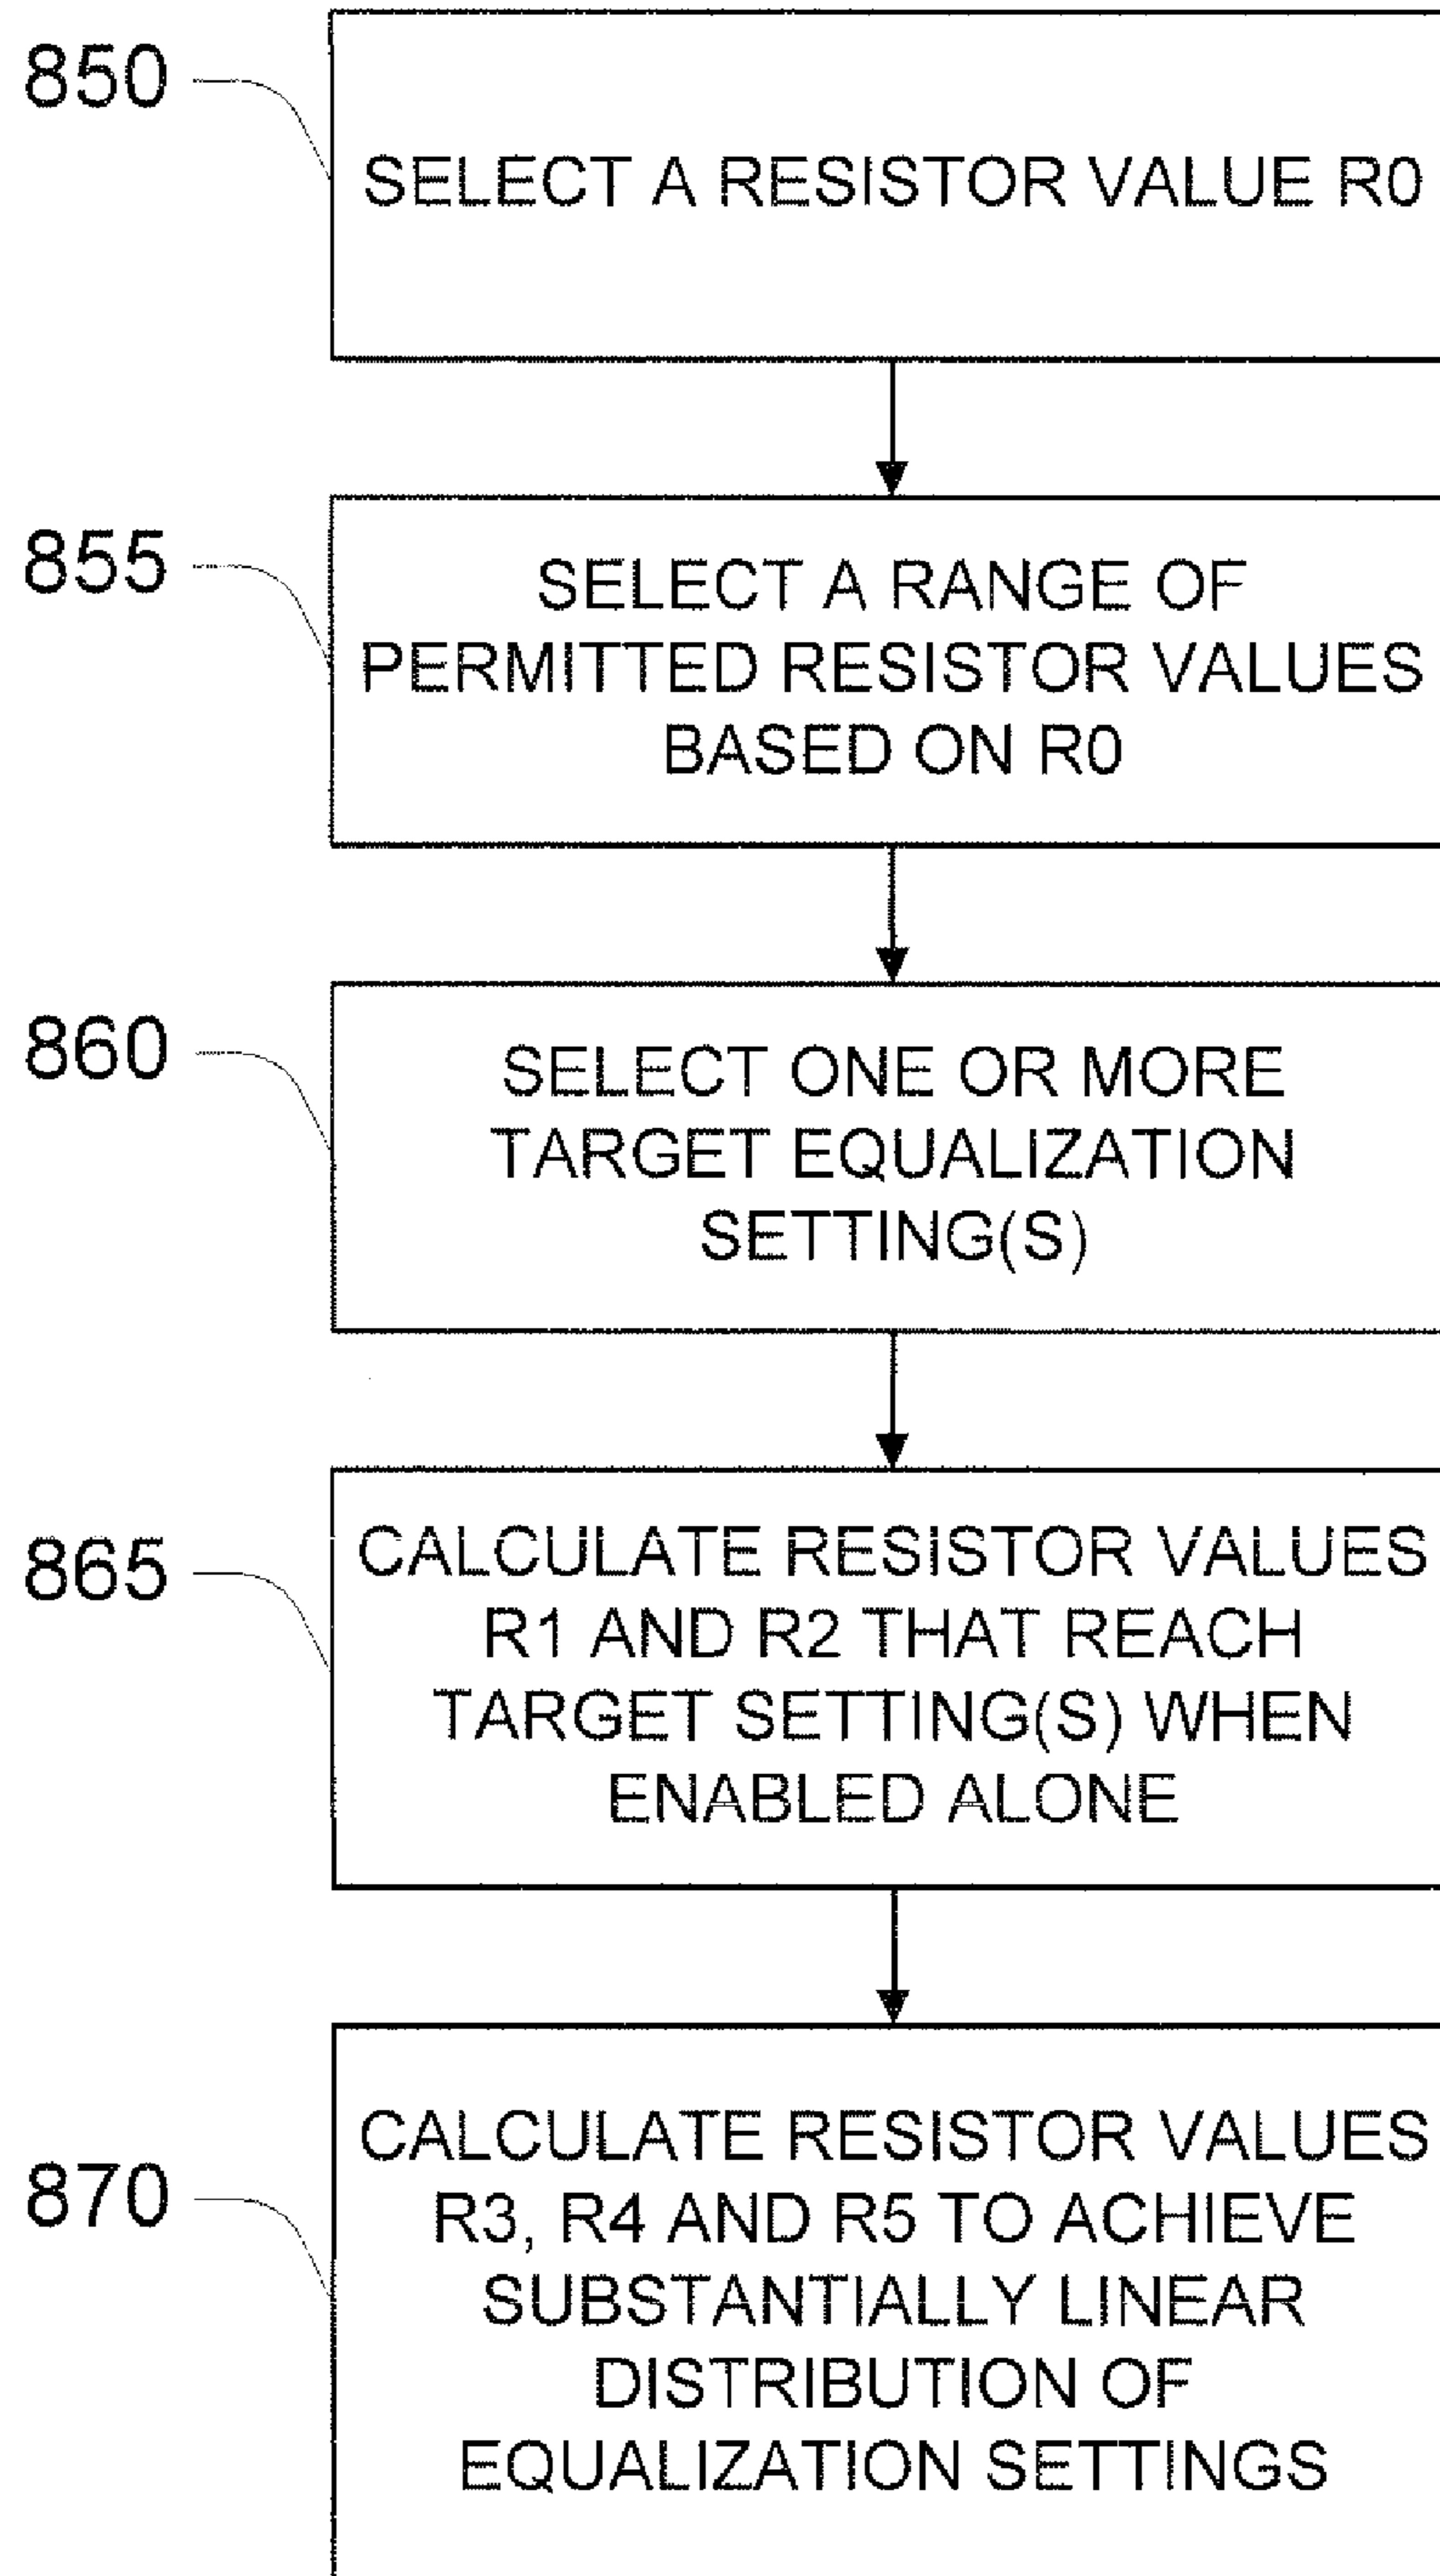 850
SELECT A RESISTOR VALUE R0
855
SELECT A RANGE OF
PERMITTED RESISTOR VALUES
BASED ON R0
860
SELECT ONE OR MORE
TARGET EQUALIZATION
SETTING(S)
865
CALCULATE RESISTOR VALUES
R1 AND R2 THAT REACH
TARGET SETTING(S) WHEN
ENABLED ALONE
870
CALCULATE RESISTOR VALUES
R3, R4 AND R5 TO ACHIEVE
SUBSTANTIALLY LINEAR
DISTRIBUTION OF
EQUALIZATION SETTINGS